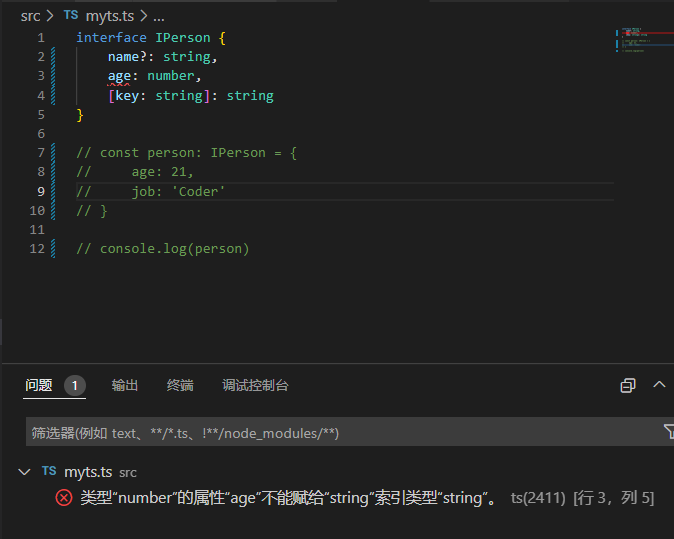 src > TS myts.ts > ...
1 interface IPerson {
2 name?: string,
3 age: number,
4 [key: string]: string
5 }
6
7 // const person: IPerson = {
8 // age: 21,
9 // job: 'Coder'
10 // }
11
12 // console.log(person)
问题 1 输出 终端 调试控制台
筛选器(例如 text、**/*.ts、!**/node_modules/**)
TS myts.ts src
类型“number”的属性“age”不能赋给“string”索引类型“string”。 ts(2411) [行 3，列 5]